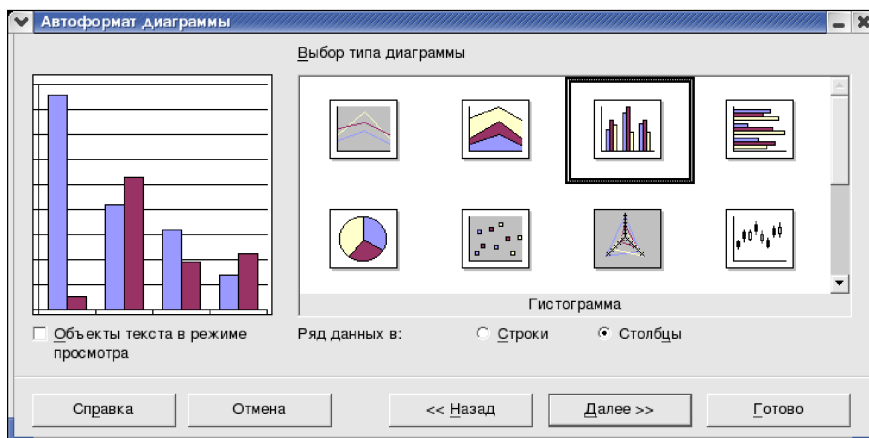 Автоформат диаграммы
Выбор типа диаграммы
Гистограмма
Объекты текста в режиме
просмотра
Ряд данных в:
Строки
Столбцы
Справка
Отмена
<< Назад
Далее >>
Готово